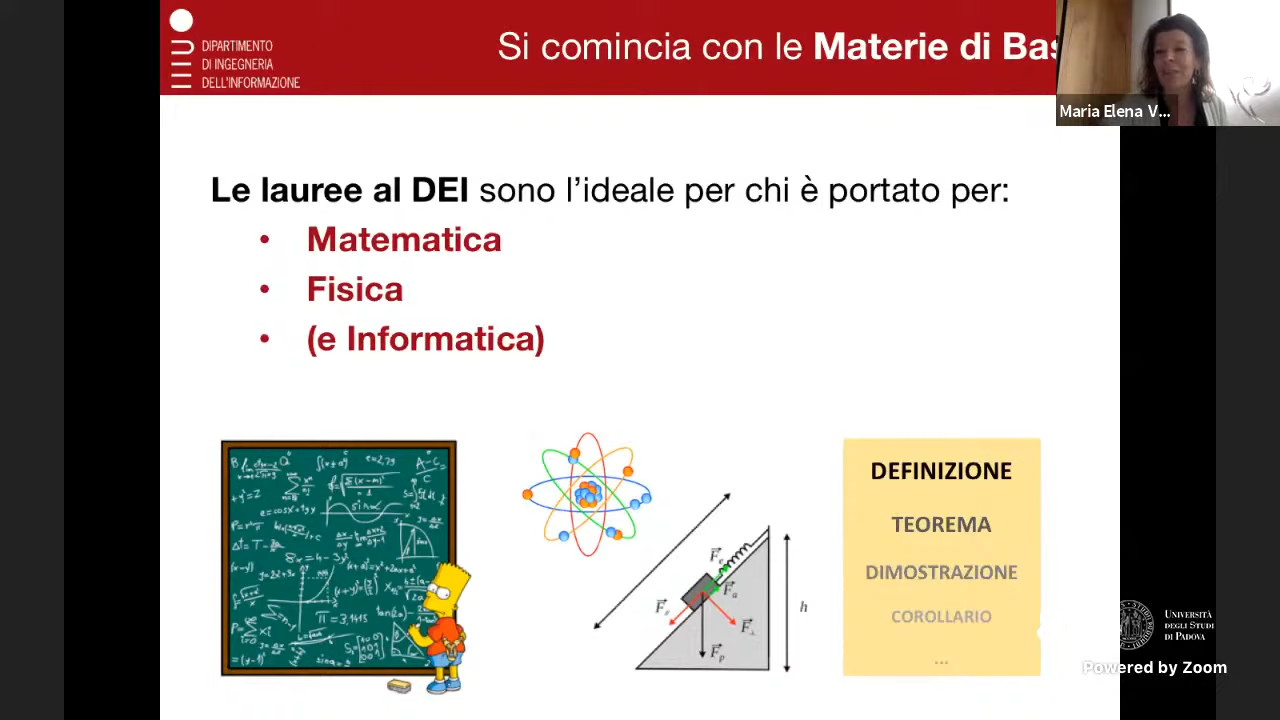 DIPARTIMENTO
DI INGEGNERIA
DELL'INFORMAZIONE
Si comincia con le Materie di Bas
Maria Elena V...
Le lauree al DEI sono l'ideale per chi è portato per:
• Matematica
• Fisica
• (e Informatica)
DEFINIZIONE
TEOREMA
DIMOSTRAZIONE
COROLLARIO
...
h
UNIVERSITÀ
DEGLI STUDI
DI PADOVA
Powered by Zoom